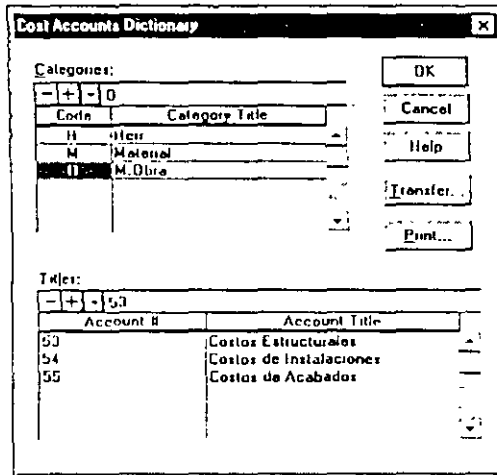 Cost Accounts Dictionary
Categories:
OK
- + - O
Cancel
Code Category Title
H Herr
Help
M Material
O M.Obra
Transfer...
Print...
Titles:
- + - 53
Account # Account Title
53 Costos Estructurales
54 Costos de Instalaciones
55 Costos de Acabados